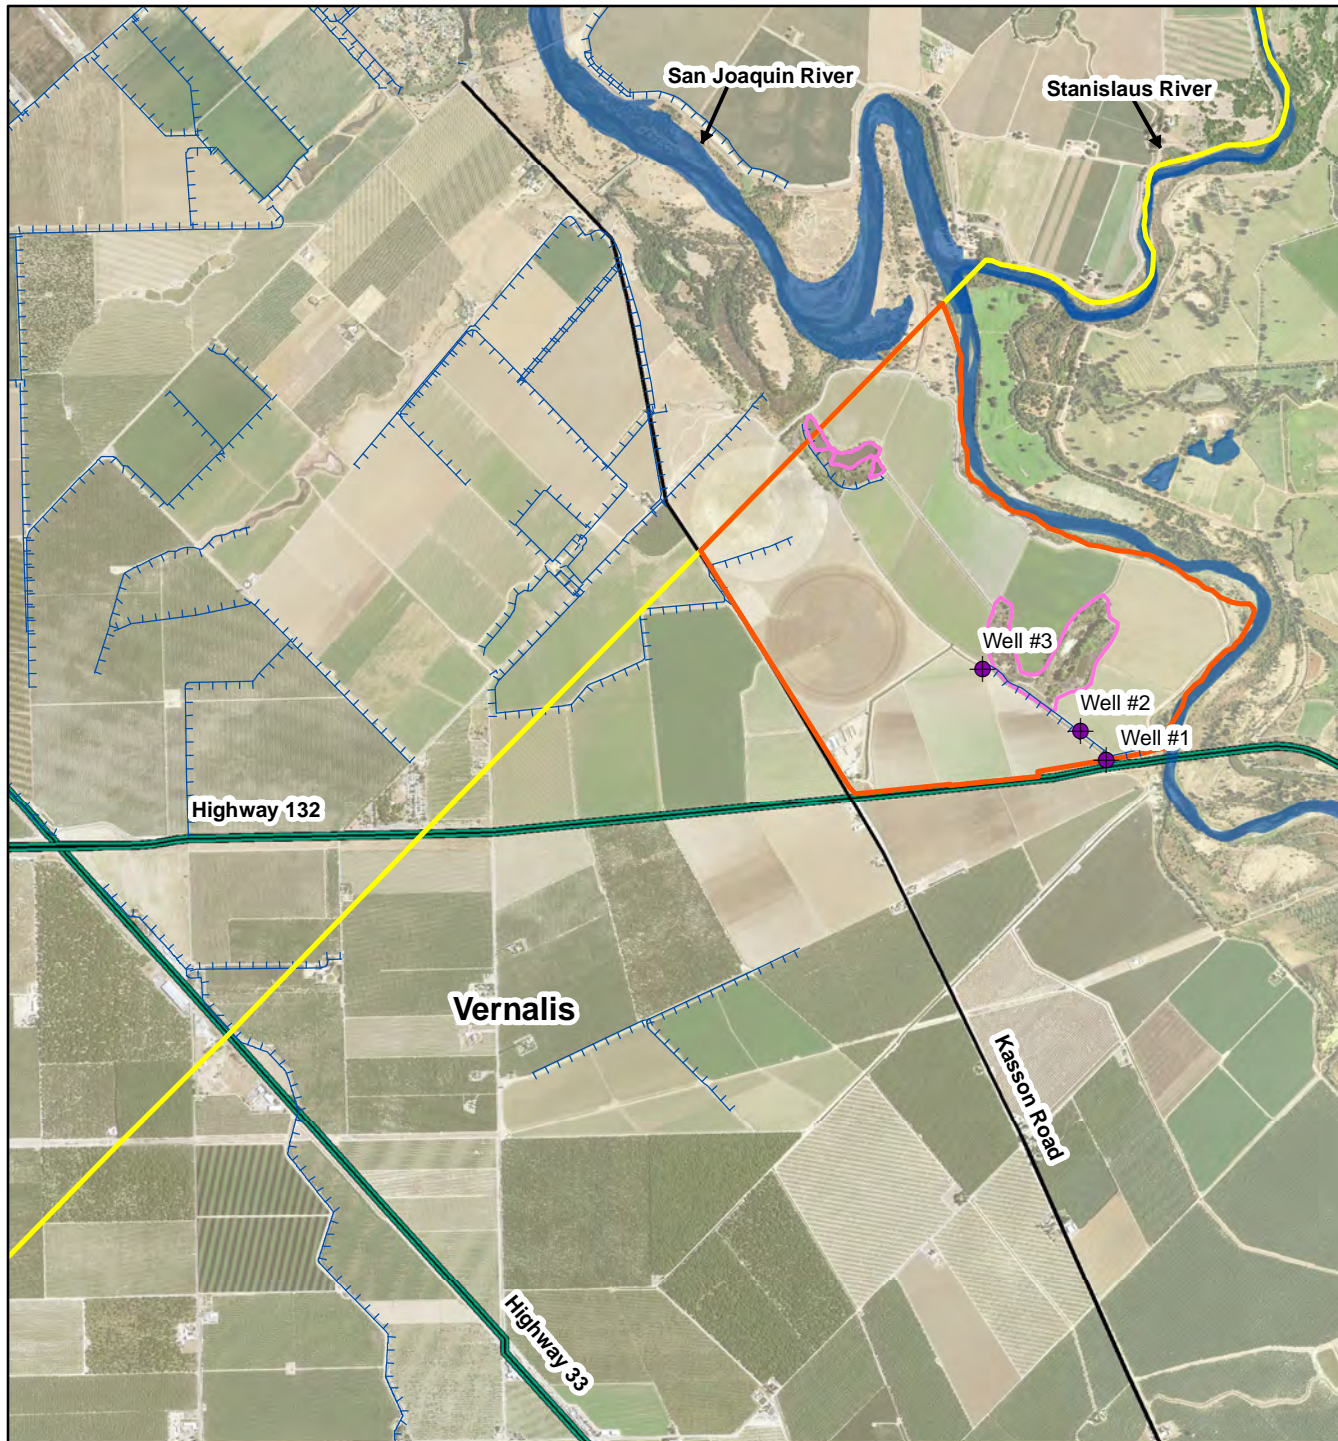 San Joaquin River
Stanislaus River
Well #3
Well #2
Well #1
Highway 132
Vernalis
Kasson Road
Highway 33